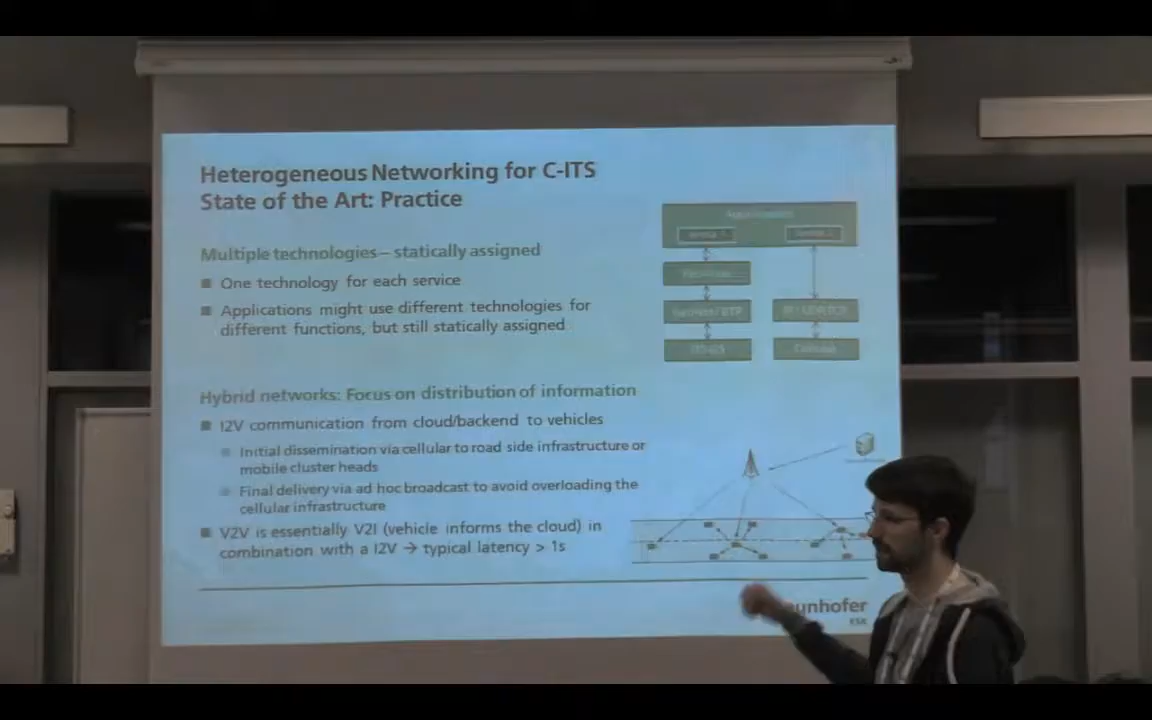 Heterogeneous Networking for C-ITS
State of the Art: Practice
Multiple technologies – statically assigned
One technology for each service
Applications might use different technologies for
different functions, but still statically assigned
Hybrid networks: Focus on distribution of information
I2V communication from cloud/backend to vehicles
Initial dissemination via cellular to road side infrastructure or
mobile cluster heads
Final delivery via ad hoc broadcast to avoid overloading the
cellular infrastructure
V2V is essentially V2I (vehicle informs the cloud) in
combination with a I2V → typical latency > 1s
unhofer
ESK